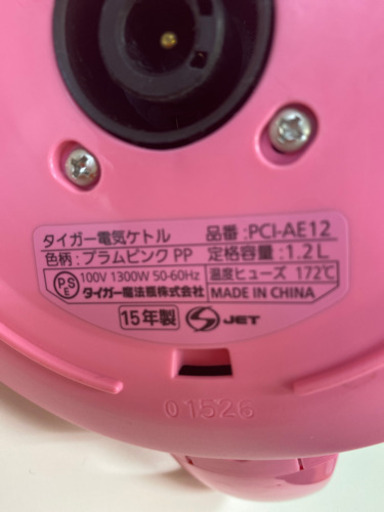 タイガー電気ケトル 品番:PCI-AE12
色柄:プラムピンク PP 定格容量:1.2L
PSE 100V 1300W 50-60Hz 温度ヒューズ 172℃
タイガー魔法瓶株式会社 MADE IN CHINA
15年製 JET
01526